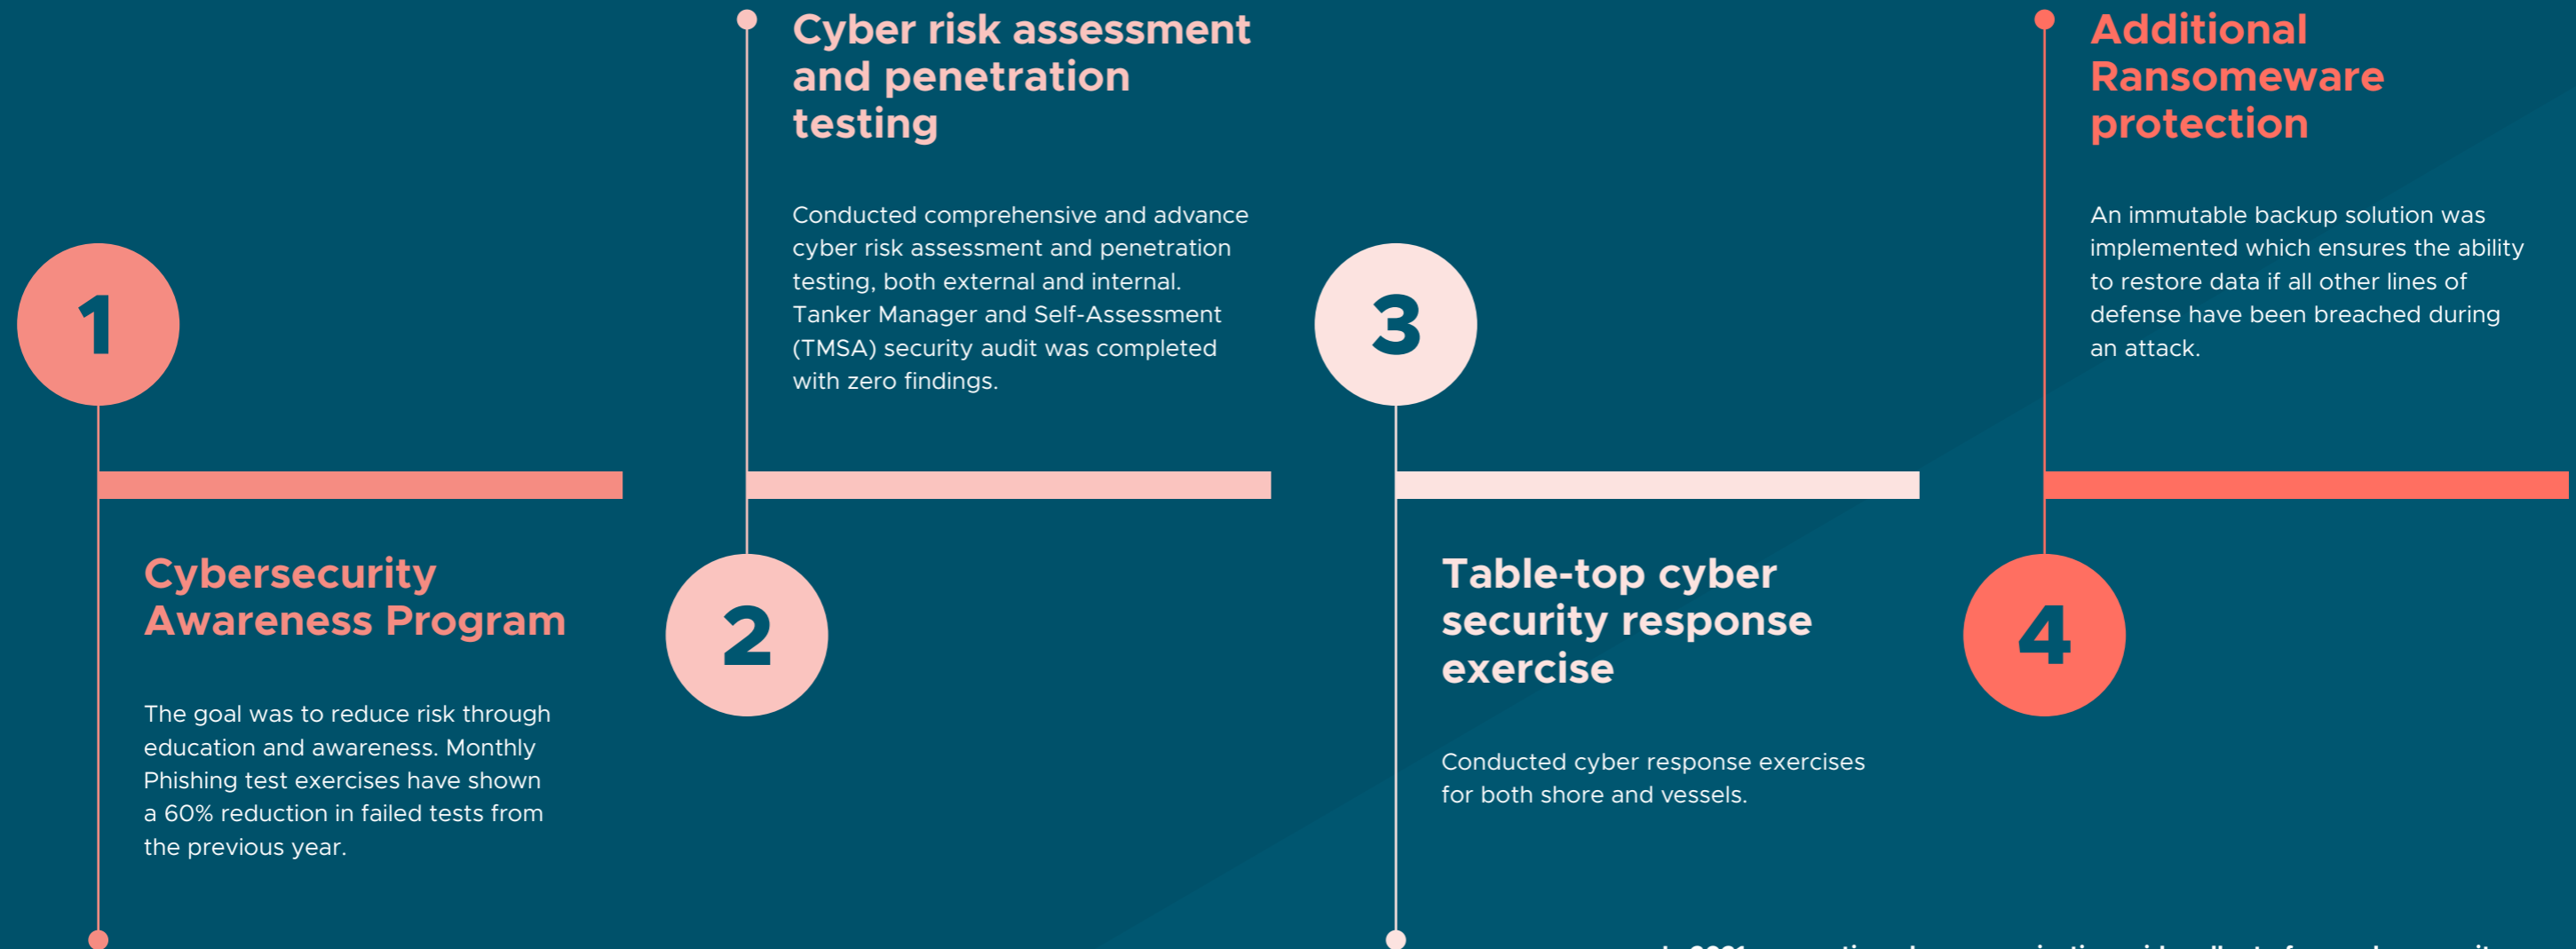 1
Cybersecurity
Awareness Program
The goal was to reduce risk through
education and awareness. Monthly
Phishing test exercises have shown
a 60% reduction in failed tests from
the previous year.
Cyber risk assessment
and penetration
testing
Conducted comprehensive and advance
cyber risk assessment and penetration
testing, both external and internal.
Tanker Manager and Self-Assessment
(TMSA) security audit was completed
with zero findings.
2
3
Table-top cyber
security response
exercise
Conducted cyber response exercises
for both shore and vessels.
Additional
Ransomeware
protection
An immutable backup solution was
implemented which ensures the ability
to restore data if all other lines of
defense have been breached during
an attack.
4